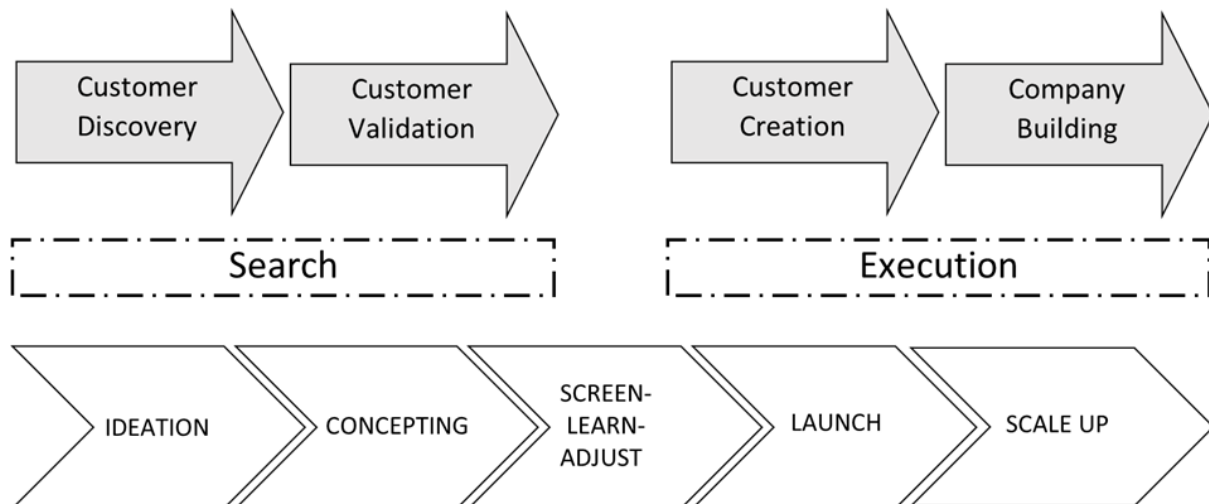 Customer
Discovery
Customer
Validation
Customer
Creation
Company
Building
Search
Execution
IDEATION
CONCEPTING
SCREEN-
LEARN-
ADJUST
LAUNCH
SCALE UP